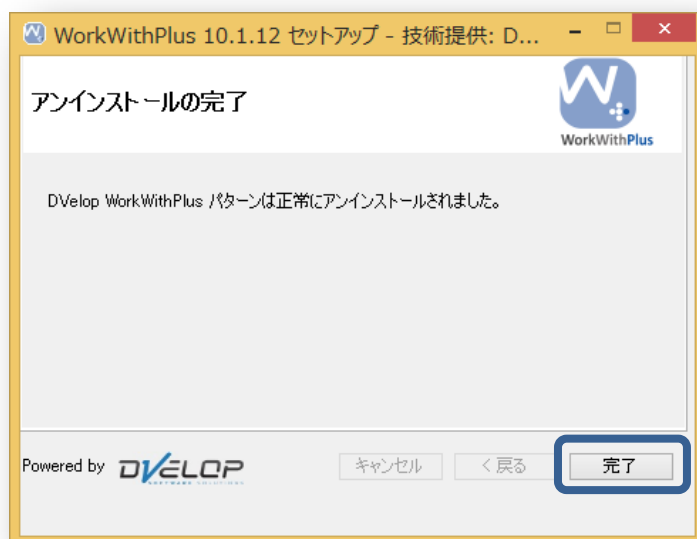 WorkWithPlus 10.1.12 セットアップ - 技術提供: D...
アンインストールの完了
WorkWithPlus
DVelop WorkWithPlus パターンは正常にアンインストールされました。
Powered by DVELOP
SOFTWARE SOLUTIONS
キャンセル
< 戻る
完了